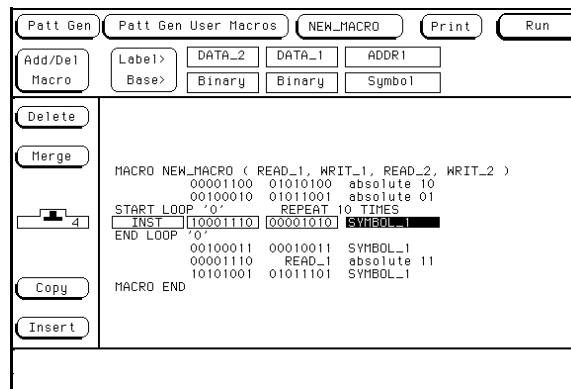 Patt Gen Patt Gen User Macros NEW_MACRO Print Run
Add/Del Macro Label> DATA_2 DATA_1 ADDR1
Base> Binary Binary Symbol
Delete
Merge
MACRO NEW_MACRO ( READ_1, WRIT_1, READ_2, WRIT_2 )
00001100 01010100 absolute 10
00100010 01011001 absolute 01
START LOOP '0' REPEAT 10 TIMES
4 INST 10001110 00001010 SYMBOL_1
END LOOP '0'
00100011 00010011 SYMBOL_1
00001110 READ_1 absolute 11
10101001 01011101 SYMBOL_1
Copy MACRO END
Insert